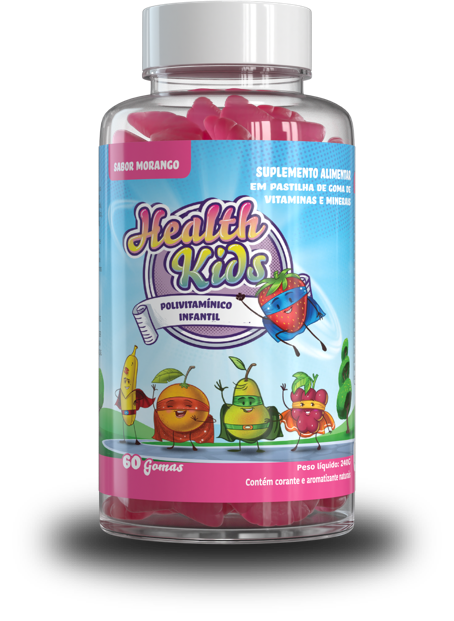 SABOR MORANGO
SUPLEMENTO ALIMENTAR
EM PASTILHA DE GOMA DE
VITAMINAS E MINERAIS
Health
Kids
POLIVITAMÍNICO
INFANTIL
60 Gomas
Peso líquido: 240G
Contém corante e aromatizante natural